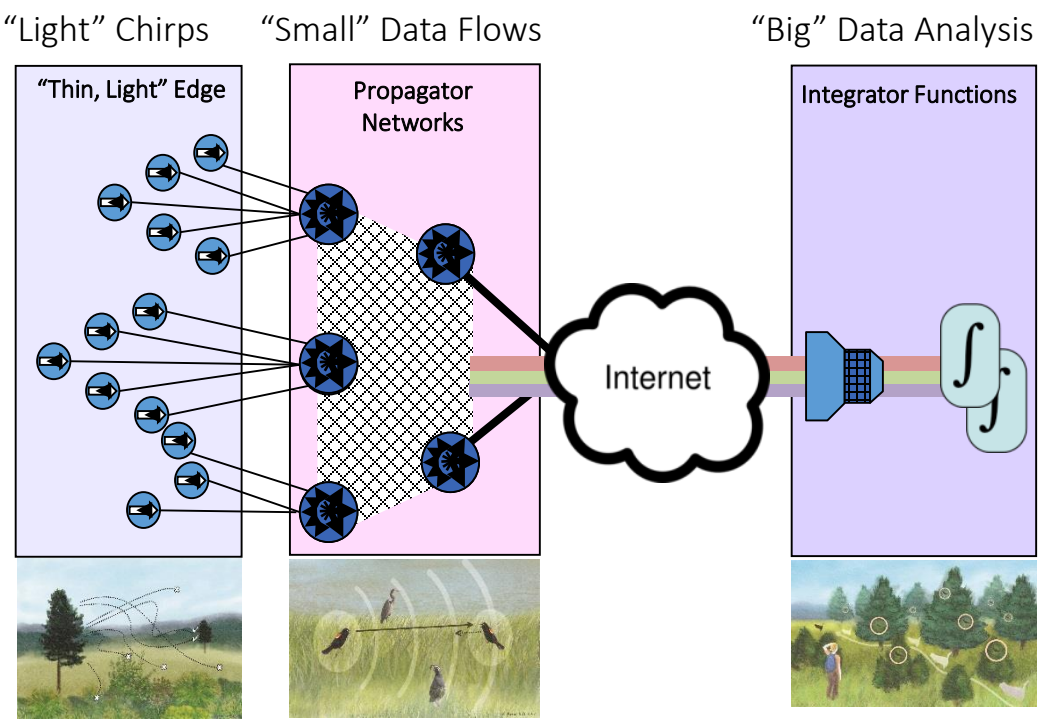 “Light” Chirps
“Small” Data Flows
“Big” Data Analysis
“Thin, Light” Edge
Propagator
Networks
Integrator Functions
Internet
∫
∫